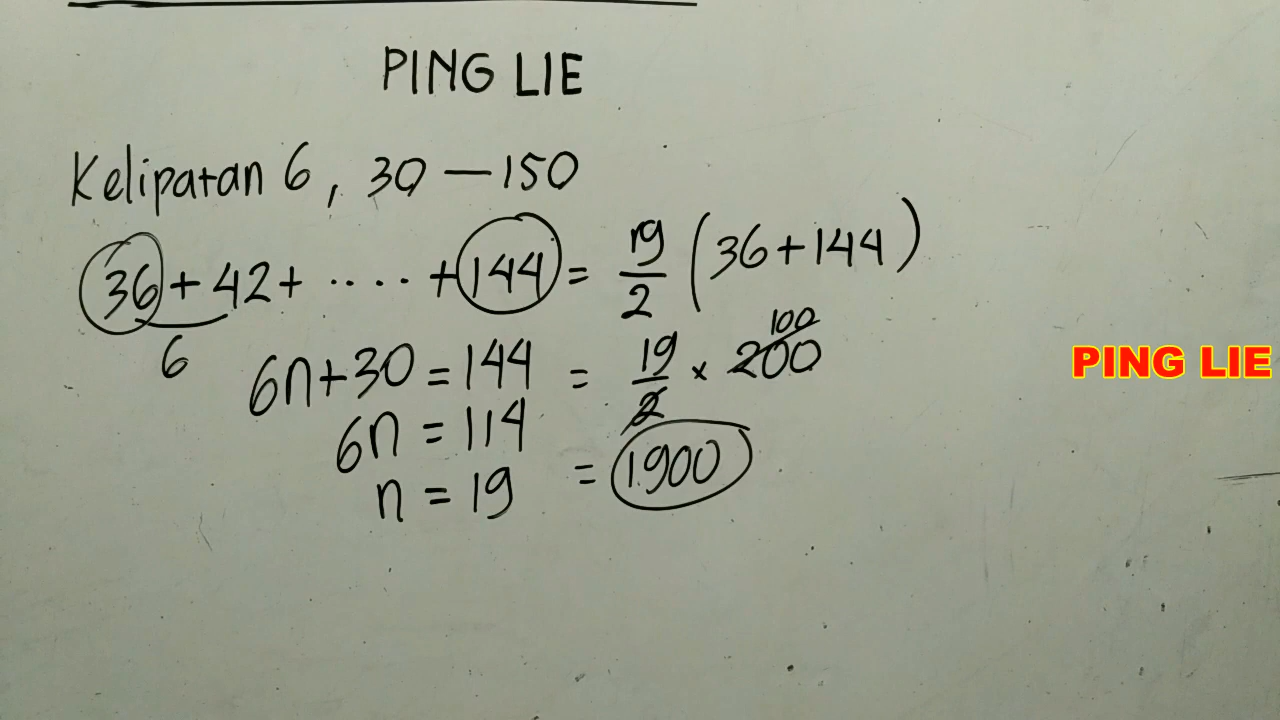 PING LIE
Kelipatan 6, 30 — 150
36 + 42 + ..... + 144 = 19/2 (36 + 144)
6
6n + 30 = 144 = 19/2 × 200 100
6n = 114
n = 19 = 1900
PING LIE